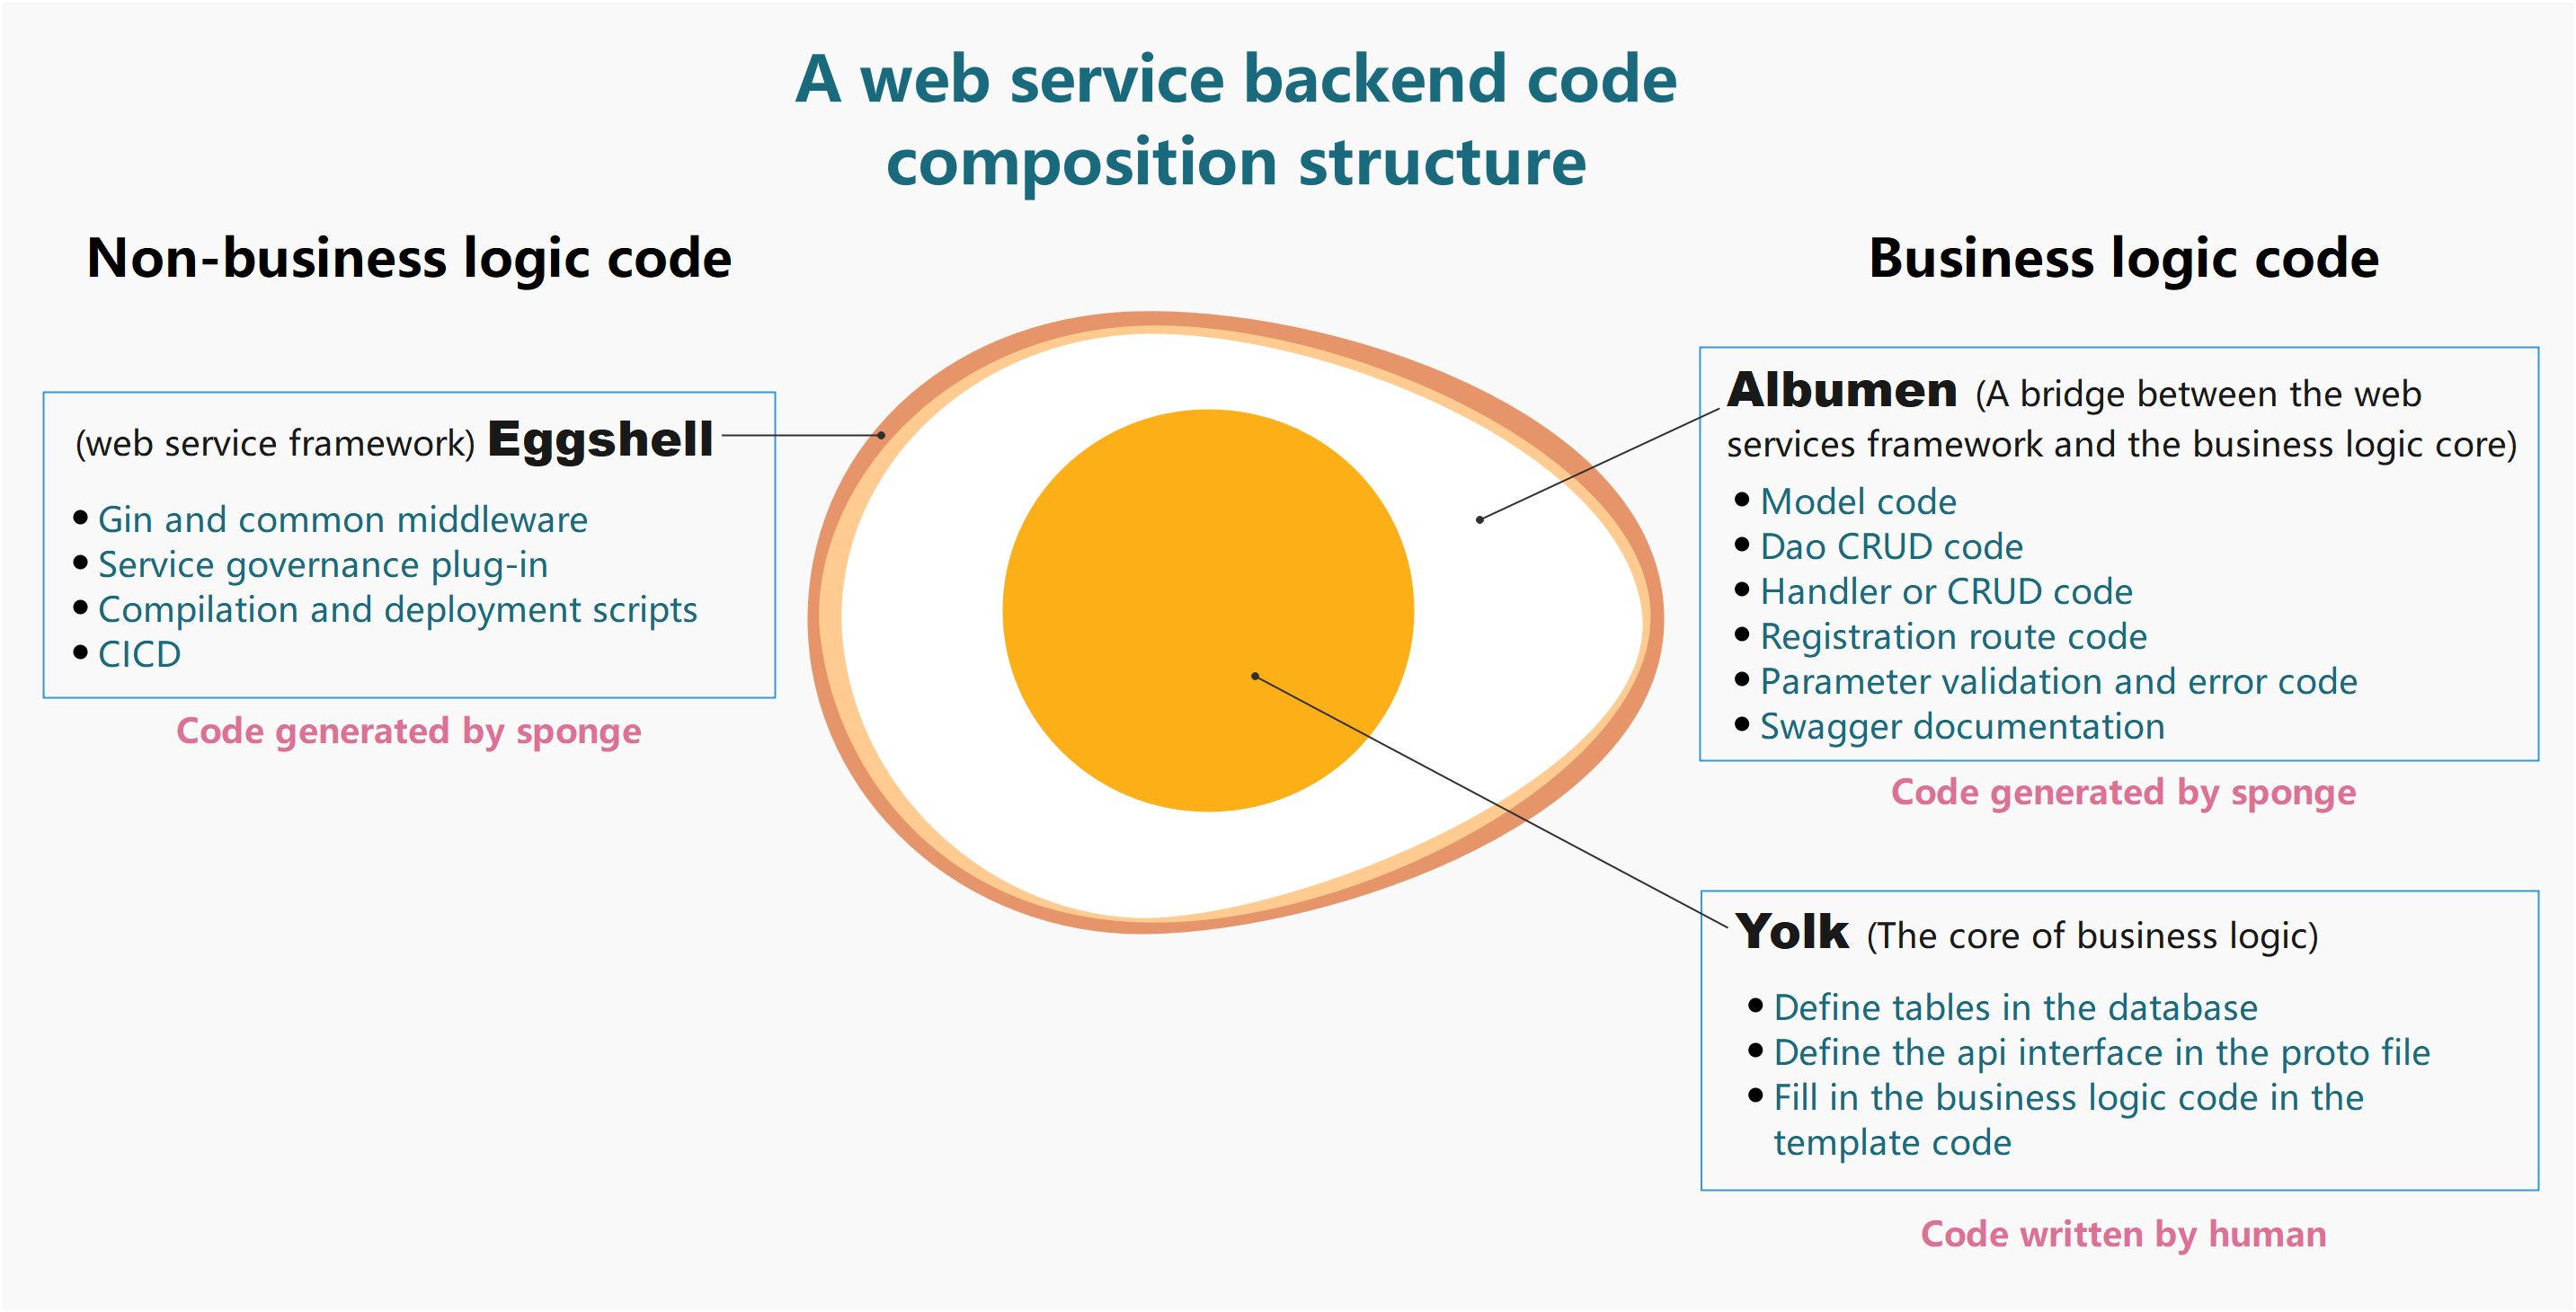 A web service backend code
composition structure
Non-business logic code
(web service framework) Eggshell
Gin and common middleware
Service governance plug-in
Compilation and deployment scripts
CICD
Code generated by sponge
Business logic code
Albumen (A bridge between the web
services framework and the business logic core)
Model code
Dao CRUD code
Handler or CRUD code
Registration route code
Parameter validation and error code
Swagger documentation
Code generated by sponge
Yolk (The core of business logic)
Define tables in the database
Define the api interface in the proto file
Fill in the business logic code in the
template code
Code written by human